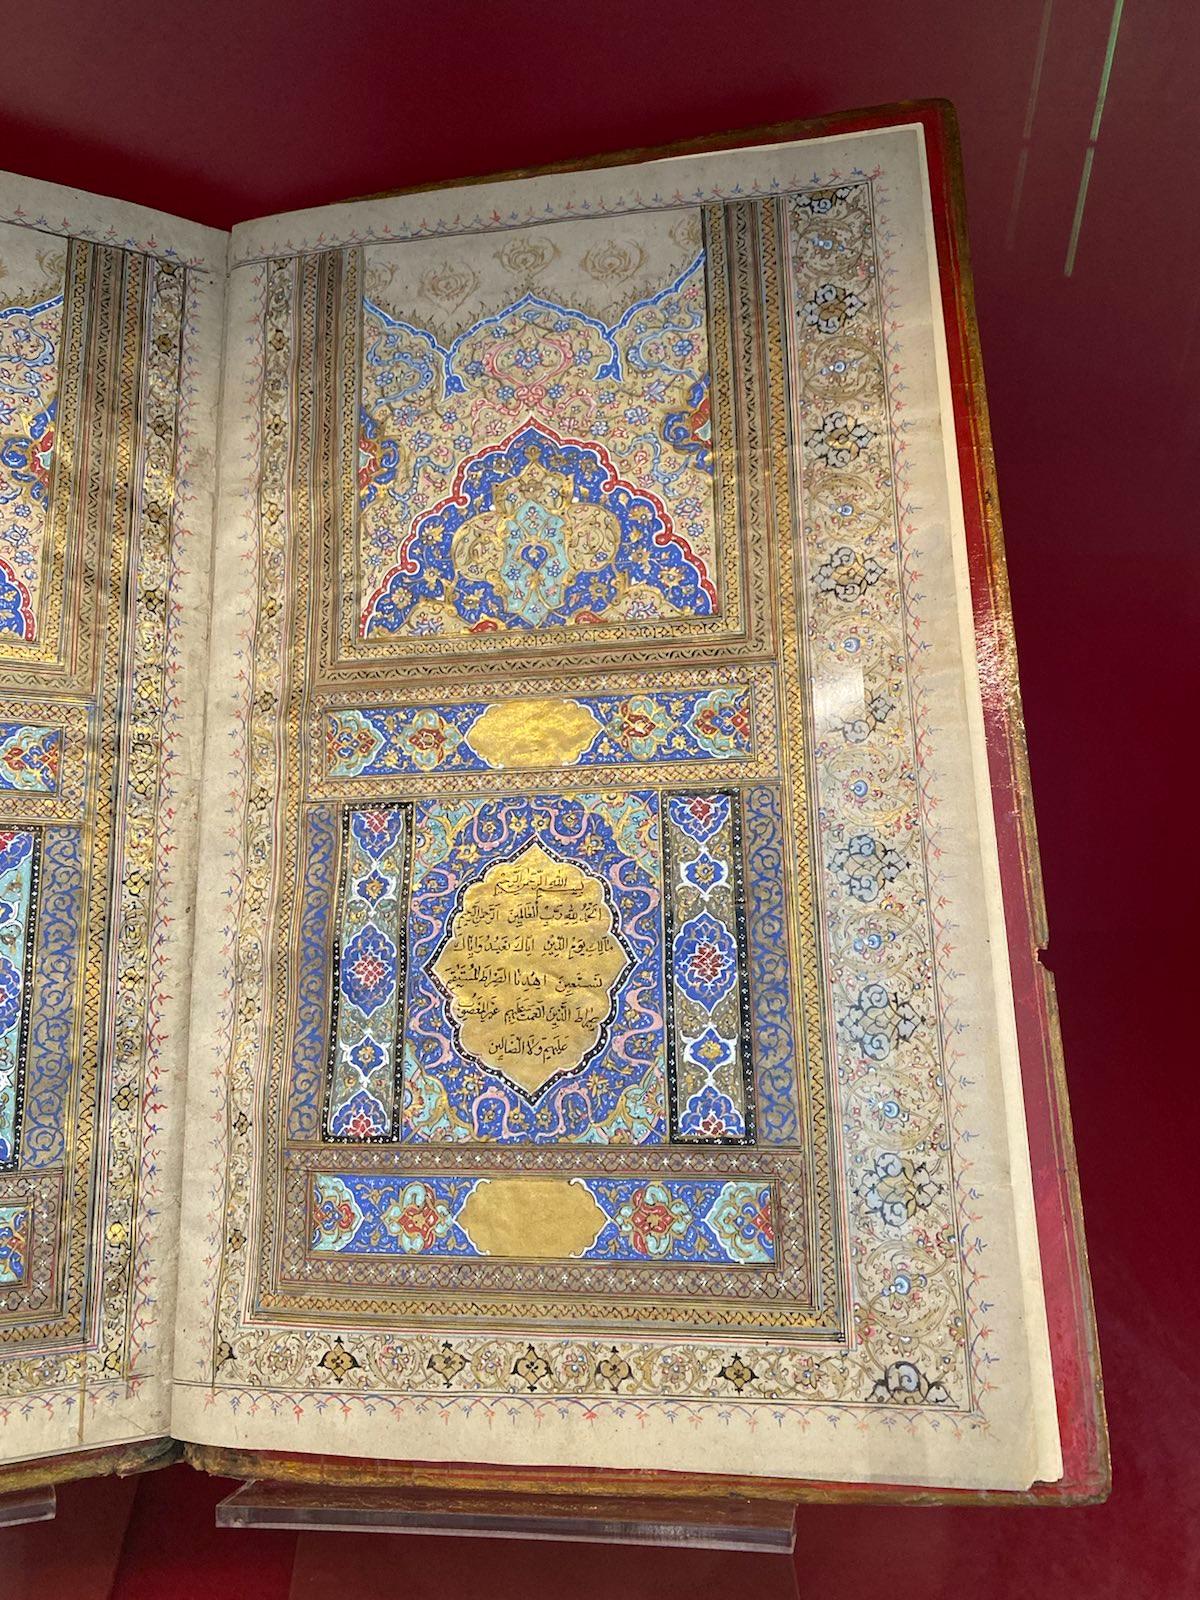 بسم الله الرحمن الرحيم
الحمد لله رب العالمين الرحمن الرحيم
مالك يوم الدين اياك نعبد واياك
نستعين اهدنا الصراط المستقيم
صراط الذين انعمت عليهم غير المغضوب
عليهم ولا الضالين